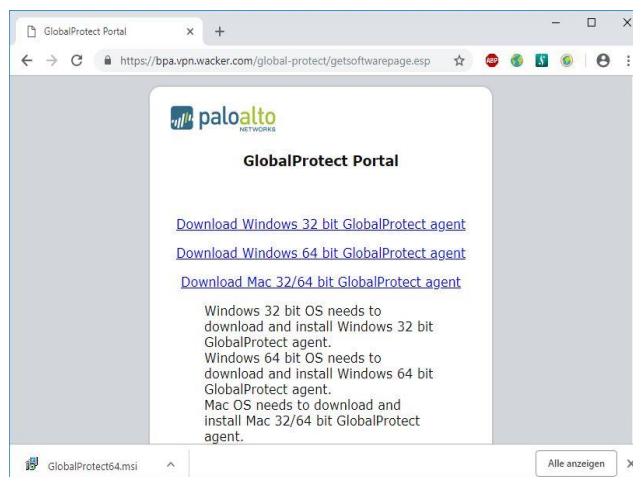 GlobalProtect Portal
https://bpa.vpn.wacker.com/global-protect/getsoftwarepage.esp
ABP
S
paloalto
NETWORKS
GlobalProtect Portal
Download Windows 32 bit GlobalProtect agent
Download Windows 64 bit GlobalProtect agent
Download Mac 32/64 bit GlobalProtect agent
Windows 32 bit OS needs to
download and install Windows 32 bit
GlobalProtect agent.
Windows 64 bit OS needs to
download and install Windows 64 bit
GlobalProtect agent.
Mac OS needs to download and
install Mac 32/64 bit GlobalProtect
agent.
GlobalProtect64.msi
Alle anzeigen